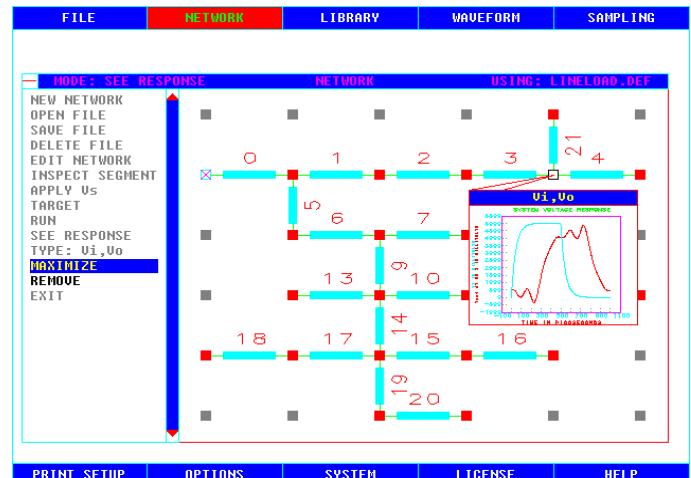 FILE NETWORK LIBRARY WAVEFORM SAMPLING
MODE: SEE RESPONSE NETWORK USING: LINELOAD.DEF
NEW NETWORK
OPEN FILE
SAVE FILE
DELETE FILE
EDIT NETWORK
INSPECT SEGMENT
APPLY Vs
TARGET
RUN
SEE RESPONSE
TYPE: Vi,Vo
MAXIMIZE
REMOVE
EXIT
21
0 1 2 3 4
5
6 7
9
13 10
14
18 17 15 16
19
20
Vi,Vo
SYSTEM VOLTAGE RESPONSE
TIME IN PICOSECONDS
PRINT SETUP OPTIONS SYSTEM LICENSE HELP